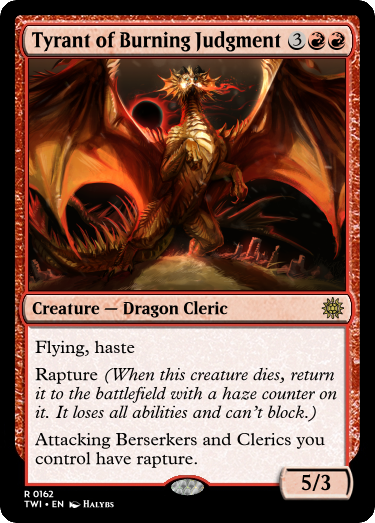 Tyrant of Burning Judgment 3
Creature — Dragon Cleric
Flying, haste
Rapture (When this creature dies, return
it to the battlefield with a haze counter on
it. It loses all abilities and can't block.)
Attacking Berserkers and Clerics you
control have rapture.
5/3
R 0162
TWI • EN Halybs